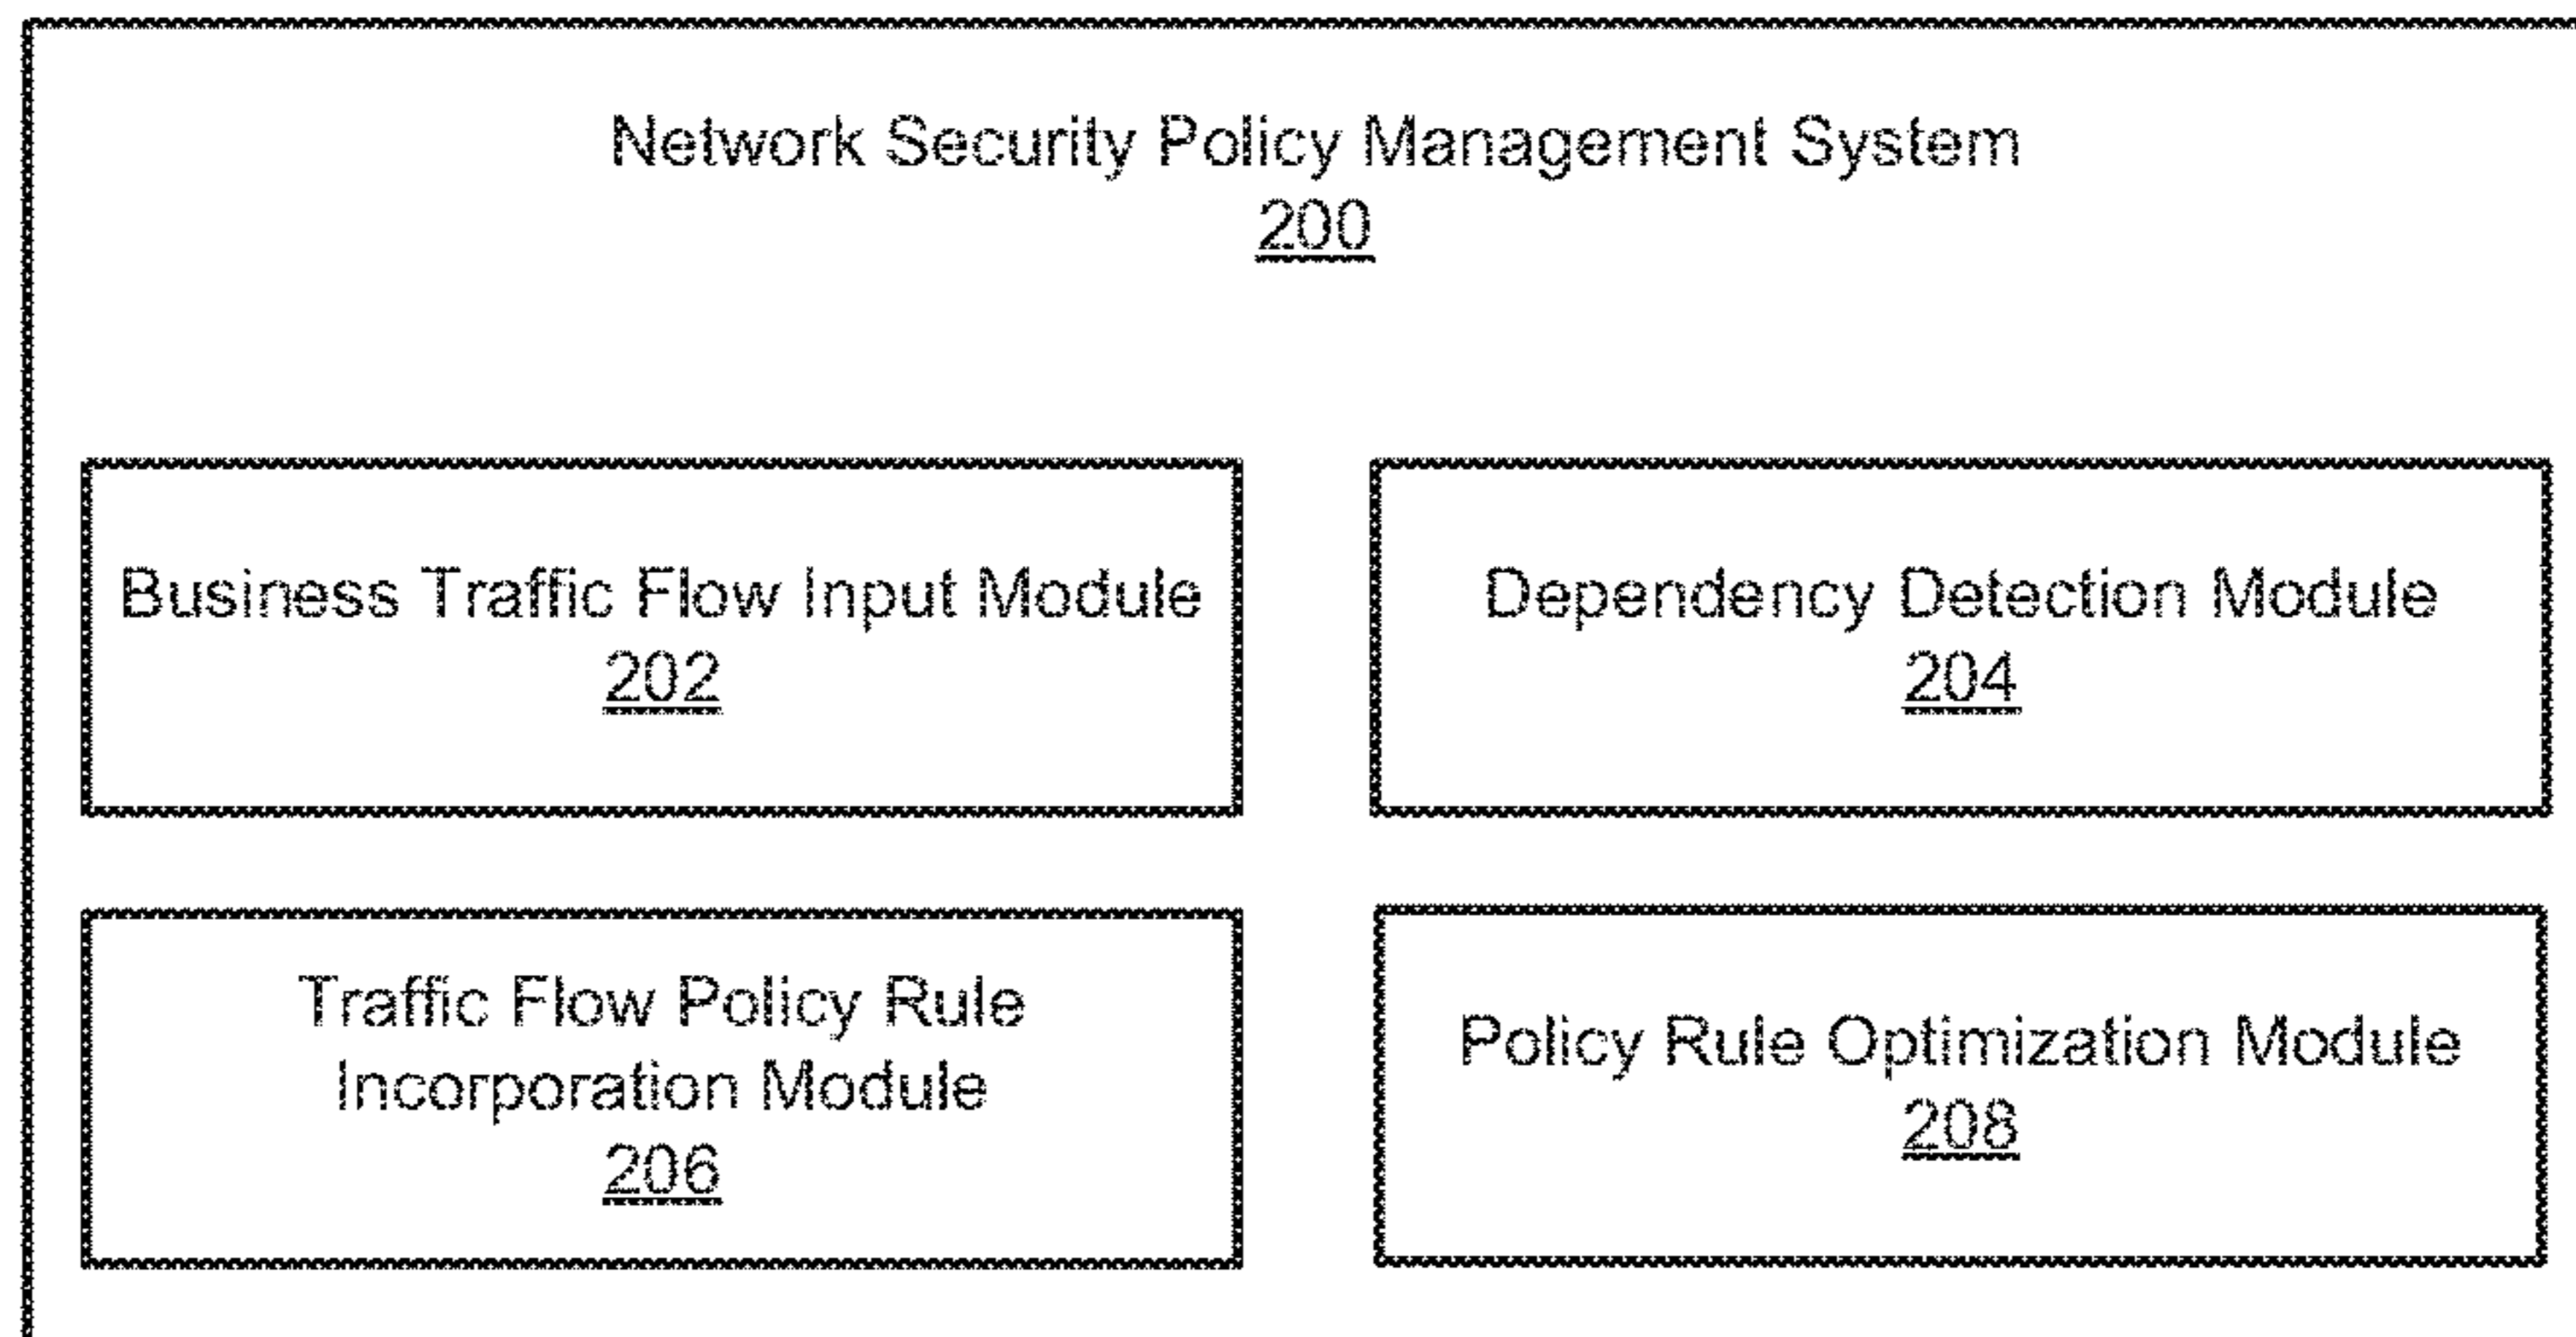 Network Security Policy Management System
200
Business Traffic Flow Input Module
202
Dependency Detection Module
204
Traffic Flow Policy Rule
Incorporation Module
206
Policy Rule Optimization Module
208